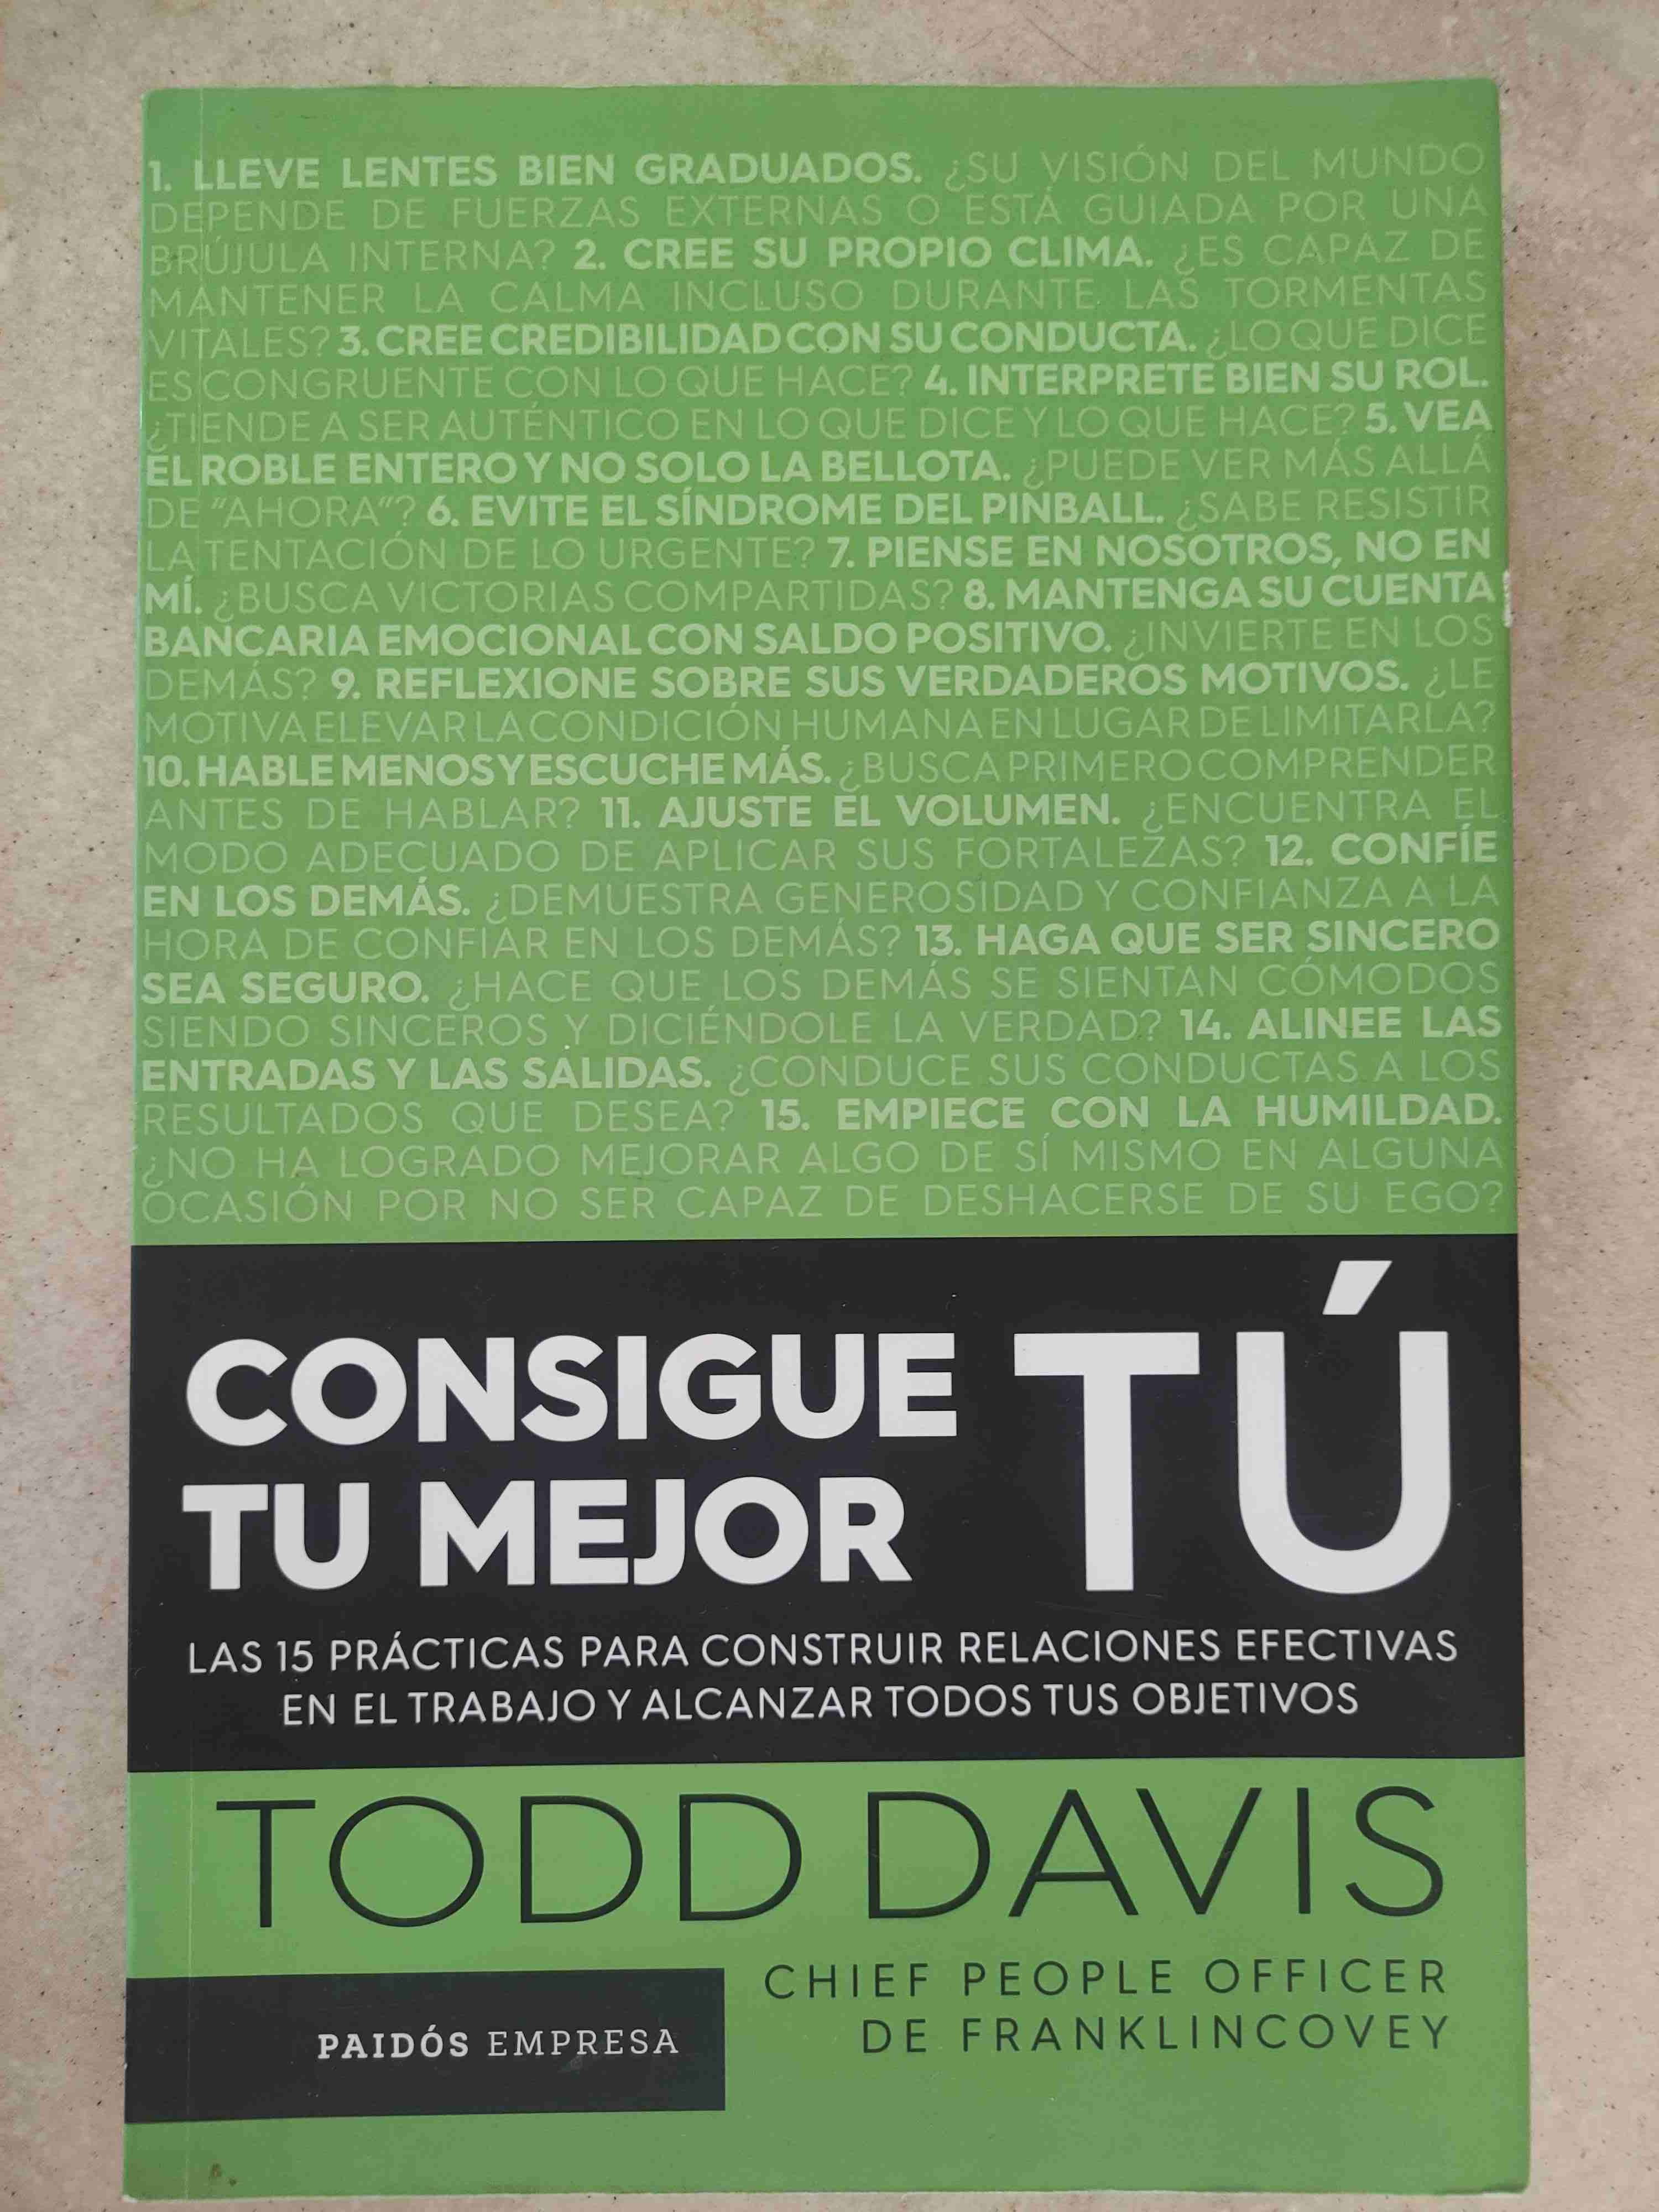 1. LLEVE LENTES BIEN GRADUADOS. ¿SU VISIÓN DEL MUNDO
DEPENDE DE FUERZAS EXTERNAS O ESTÁ GUIADA POR UNA
BRÚJULA INTERNA? 2. CREE SU PROPIO CLIMA. ¿ES CAPAZ DE
MANTENER LA CALMA INCLUSO DURANTE LAS TORMENTAS
VITALES? 3. CREE CREDIBILIDAD CON SU CONDUCTA. ¿LO QUE DICE
ES CONGRUENTE CON LO QUE HACE? 4. INTERPRETE BIEN SU ROL.
¿TIENDE A SER AUTÉNTICO EN LO QUE DICE Y LO QUE HACE? 5. VEA
EL ROBLE ENTERO Y NO SOLO LA BELLOTA. ¿PUEDE VER MÁS ALLÁ
DE "AHORA"? 6. EVITE EL SÍNDROME DEL PINBALL. ¿SABE RESISTIR
LA TENTACIÓN DE LO URGENTE? 7. PIENSE EN NOSOTROS, NO EN
MÍ. ¿BUSCA VICTORIAS COMPARTIDAS? 8. MANTENGA SU CUENTA
BANCARIA EMOCIONAL CON SALDO POSITIVO. ¿INVIERTE EN LOS
DEMÁS? 9. REFLEXIONE SOBRE SUS VERDADEROS MOTIVOS. ¿LE
MOTIVA ELEVAR LA CONDICIÓN HUMANA EN LUGAR DE LIMITARLA?
10. HABLE MENOS Y ESCUCHE MÁS. ¿BUSCA PRIMERO COMPRENDER
ANTES DE HABLAR? 11. AJUSTE EL VOLUMEN. ¿ENCUENTRA EL
MODO ADECUADO DE APLICAR SUS FORTALEZAS? 12. CONFÍE
EN LOS DEMÁS. ¿DEMUESTRA GENEROSIDAD Y CONFIANZA A LA
HORA DE CONFIAR EN LOS DEMÁS? 13. HAGA QUE SER SINCERO
SEA SEGURO. ¿HACE QUE LOS DEMÁS SE SIENTAN CÓMODOS
SIENDO SINCEROS Y DICIÉNDOLE LA VERDAD? 14. ALINEE LAS
ENTRADAS Y LAS SALIDAS. ¿CONDUCE SUS CONDUCTAS A LOS
RESULTADOS QUE DESEA? 15. EMPIECE CON LA HUMILDAD.
¿NO HA LOGRADO MEJORAR ALGO DE SÍ MISMO EN ALGUNA
OCASIÓN POR NO SER CAPAZ DE DESHACERSE DE SU EGO?
CONSIGUE
TU MEJOR TÚ
LAS 15 PRÁCTICAS PARA CONSTRUIR RELACIONES EFECTIVAS
EN EL TRABAJO Y ALCANZAR TODOS TUS OBJETIVOS
TODD DAVIS
CHIEF PEOPLE OFFICER
DE FRANKLINCOVEY
PAIDÓS EMPRESA